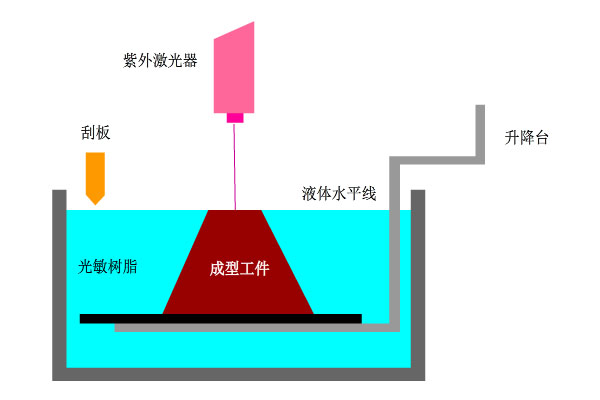 紫外激光器
刮板
升降台
液体水平线
光敏树脂
成型工件